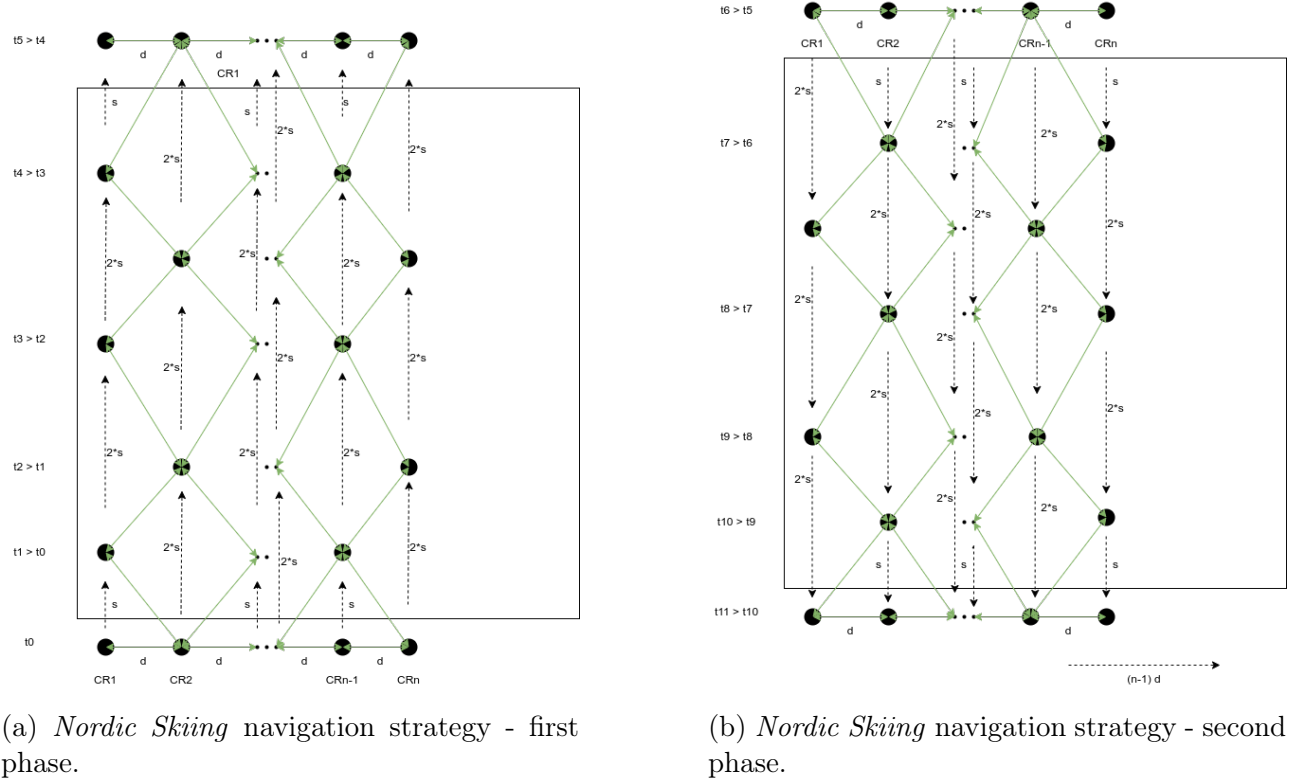 t5 > t4
d d d d
CR1
s s s
2*s
2*s
2*s
t4 > t3
2*s
2*s 2*s
t3 > t2
2*s 2*s
2*s
2*s 2*s 2*s
t2 > t1
2*s 2*s
t1 > t0
2*s
s s s
t0
d d d d
CR1 CR2 CRn-1 CRn
(a) Nordic Skiing navigation strategy - first
phase.
t6 > t5
d d
CR1 CR2 CRn-1 CRn
s s
2*s
2*s
2*s
t7 > t6
2*s 2*s 2*s
2*s
t8 > t7 2*s
2*s
2*s
2*s 2*s
t9 > t8
2*s
2*s
2*s
t10 > t9
s s
t11 > t10
d d
(n-1) d
(b) Nordic Skiing navigation strategy - second
phase.